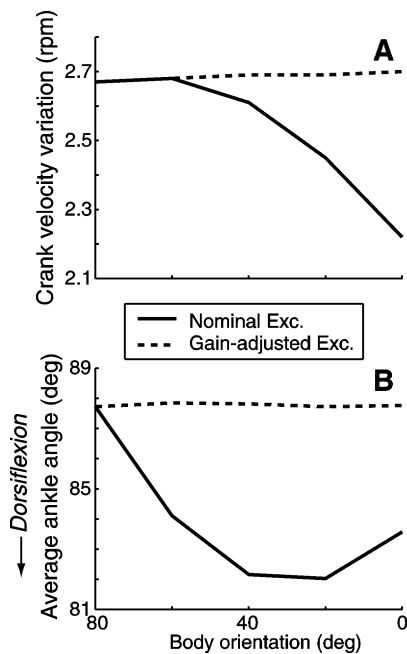 A
Crank velocity variation (rpm)
2.7
2.5
2.3
2.1
Nominal Exc.
Gain-adjusted Exc.
B
Average ankle angle (deg)
Dorsiflexion
89
85
81
80
40
0
Body orientation (deg)